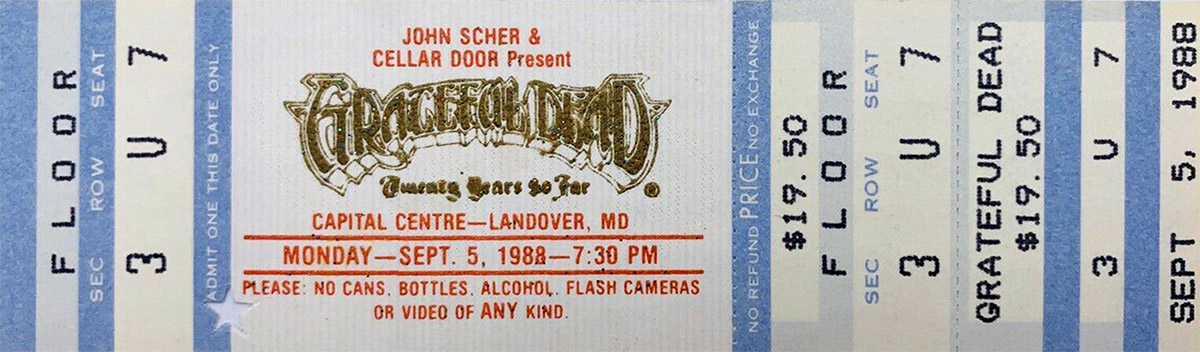 FLOOR
SEC ROW SEAT
3 U 7
ADMIT ONE THIS DATE ONLY
JOHN SCHER &
CELLAR DOOR Present
GRATEFUL DEAD
Twenty Years So Far
®
CAPITAL CENTRE—LANDOVER, MD
MONDAY—SEPT. 5, 1988—7:30 PM
PLEASE: NO CANS, BOTTLES, ALCOHOL, FLASH CAMERAS
OR VIDEO OF ANY KIND.
NO REFUND PRICE NO EXCHANGE
$19.50
FLOOR
SEC ROW SEAT
3 U 7
GRATEFUL DEAD
$19.50
3 U 7
SEPT 5, 1988